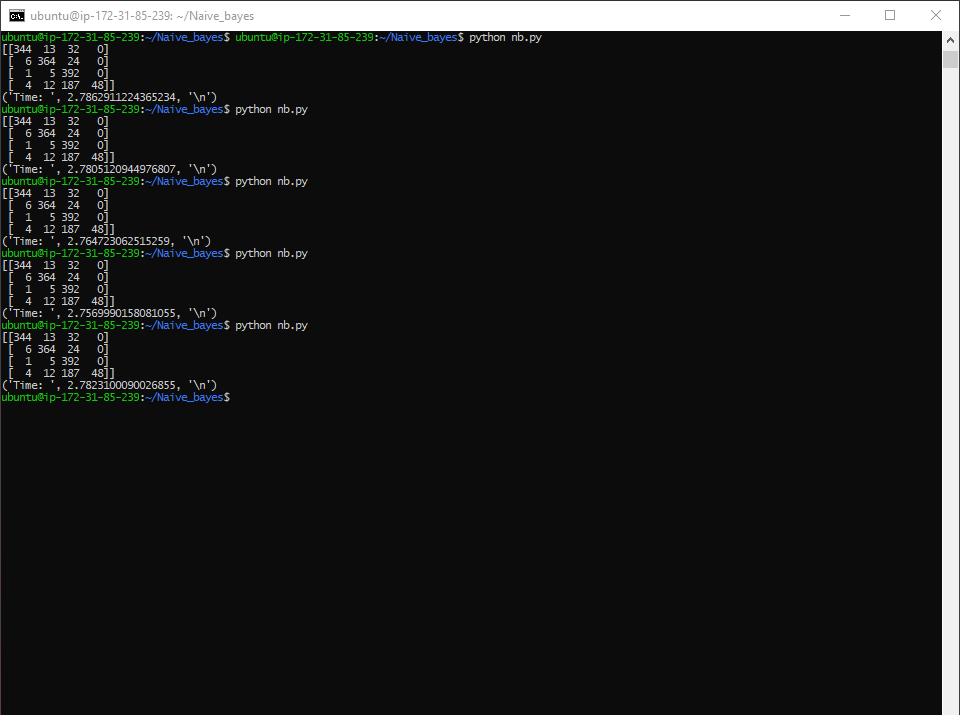 ubuntu@ip-172-31-85-239: ~/Naive_bayes
ubuntu@ip-172-31-85-239:~/Naive_bayes$ ubuntu@ip-172-31-85-239:~/Naive_bayes$ python nb.py
[[344  13  32   0]
 [  6 364  24   0]
 [  1   5 392   0]
 [  4  12 187  48]]
('Time: ', 2.7862911224365234, '\n')
ubuntu@ip-172-31-85-239:~/Naive_bayes$ python nb.py
[[344  13  32   0]
 [  6 364  24   0]
 [  1   5 392   0]
 [  4  12 187  48]]
('Time: ', 2.7805120944976807, '\n')
ubuntu@ip-172-31-85-239:~/Naive_bayes$ python nb.py
[[344  13  32   0]
 [  6 364  24   0]
 [  1   5 392   0]
 [  4  12 187  48]]
('Time: ', 2.764723062515259, '\n')
ubuntu@ip-172-31-85-239:~/Naive_bayes$ python nb.py
[[344  13  32   0]
 [  6 364  24   0]
 [  1   5 392   0]
 [  4  12 187  48]]
('Time: ', 2.7569990158081055, '\n')
ubuntu@ip-172-31-85-239:~/Naive_bayes$ python nb.py
[[344  13  32   0]
 [  6 364  24   0]
 [  1   5 392   0]
 [  4  12 187  48]]
('Time: ', 2.7823100090026855, '\n')
ubuntu@ip-172-31-85-239:~/Naive_bayes$